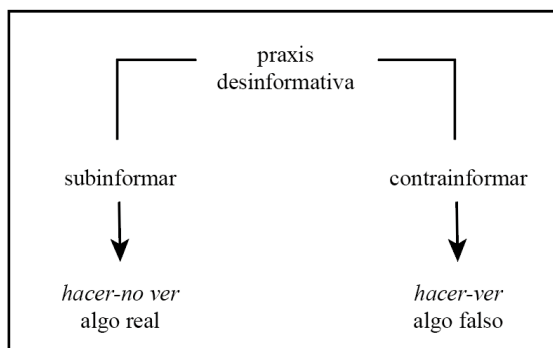 praxis
desinformativa
subinformar
contrainformar
hacer-no ver
algo real
hacer-ver
algo falso